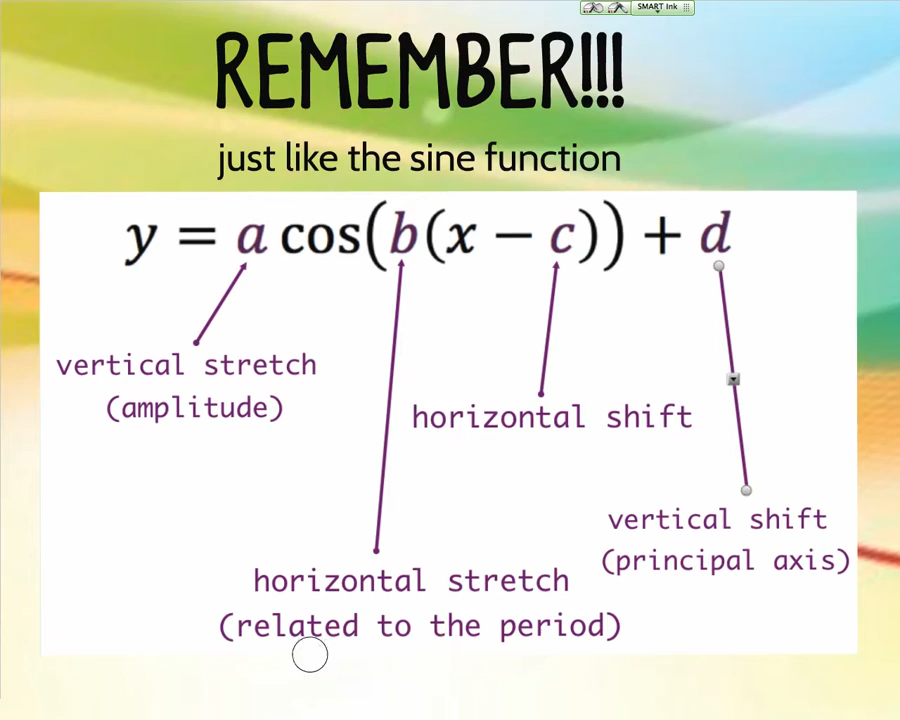 SMART Ink
REMEMBER!!!
just like the sine function
y = a cos(b(x − c)) + d
vertical stretch
(amplitude)
horizontal shift
vertical shift
(principal axis)
horizontal stretch
(related to the period)